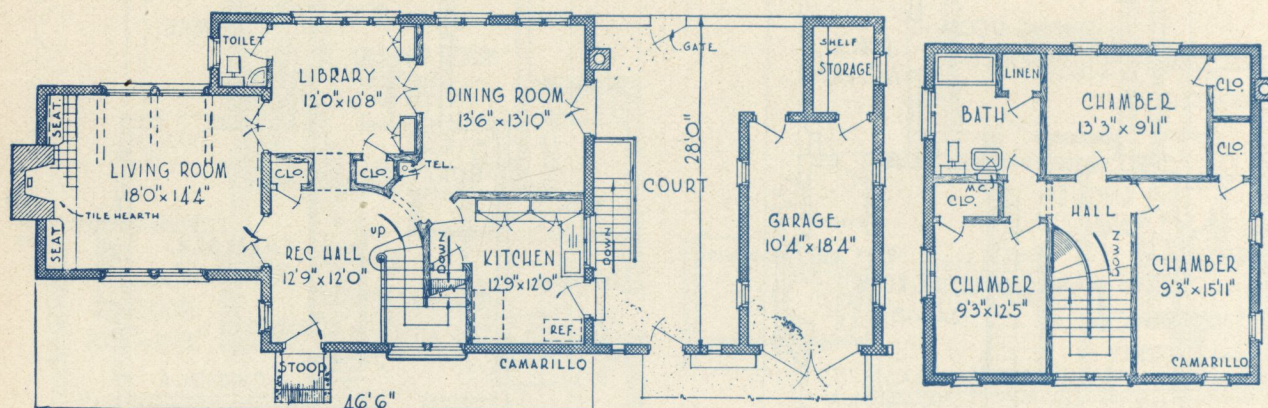 TOILET
LIBRARY
12'0"x10'8"
DINING ROOM
13'6"x13'10"
GATE
SHELF
STORAGE
SEAT
LIVING ROOM
18'0"x14'4"
TILE HEARTH
SEAT
CLO.
CLO.
TEL.
28'0"
COURT
UP
REC HALL
12'9"x12'0"
DOWN
KITCHEN
12'9"x12'0"
DOWN
REF.
GARAGE
10'4"x18'4"
STOOP
CAMARILLO
46'6"
LINEN
BATH
CHAMBER
13'3"x9'11"
CLO.
CLO.
M.C.
CLO.
HALL
DOWN
CHAMBER
9'3"x12'5"
CHAMBER
9'3"x15'11"
CAMARILLO